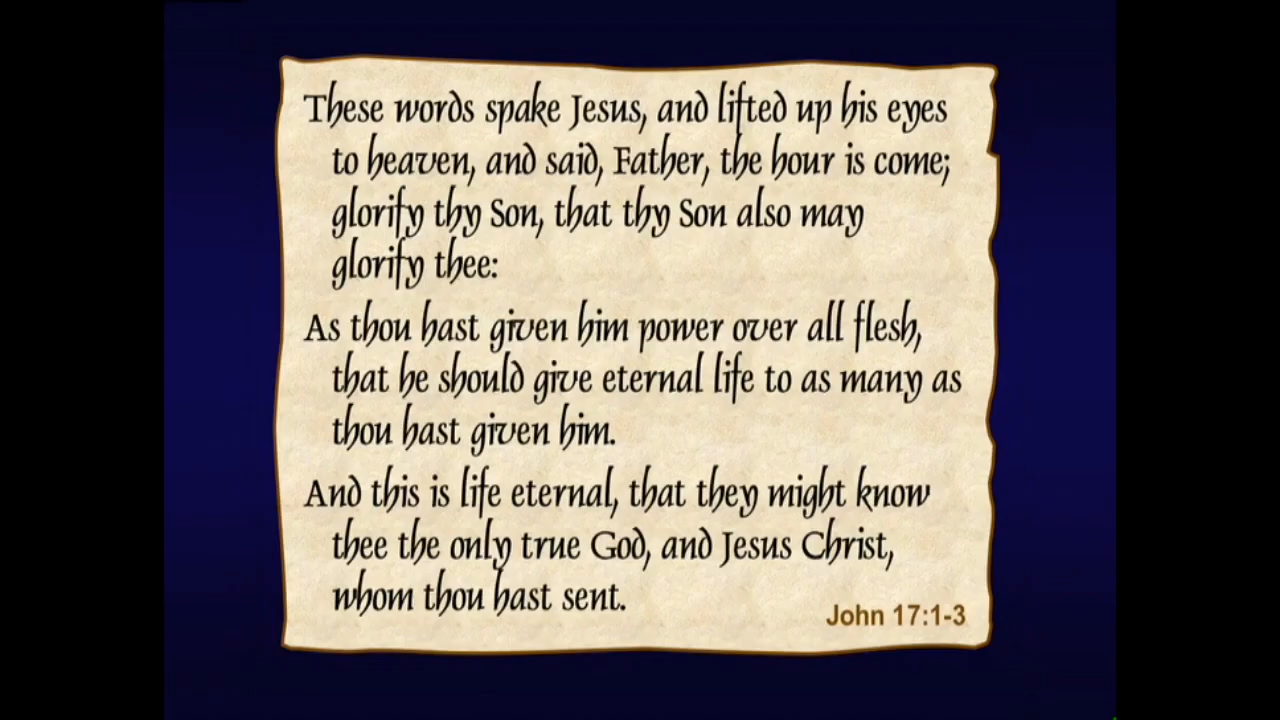 These words spake Jesus, and lifted up his eyes
to heaven, and said, Father, the hour is come;
glorify thy Son, that thy Son also may
glorify thee:
As thou hast given him power over all flesh,
that he should give eternal life to as many as
thou hast given him.
And this is life eternal, that they might know
thee the only true God, and Jesus Christ,
whom thou hast sent.
John 17:1-3